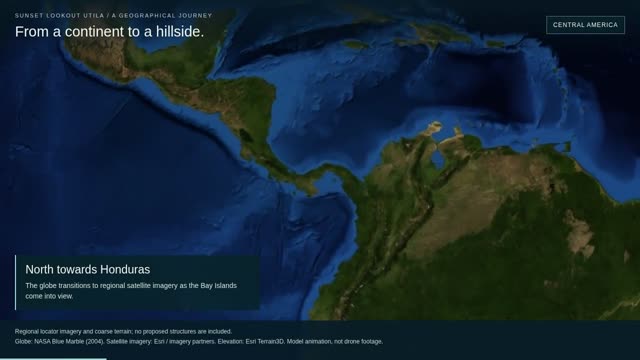 SUNSET LOOKOUT UTILA / A GEOGRAPHICAL JOURNEY
From a continent to a hillside.
CENTRAL AMERICA
North towards Honduras
The globe transitions to regional satellite imagery as the Bay Islands
come into view.
Regional locator imagery and coarse terrain; no proposed structures are included.
Globe: NASA Blue Marble (2004). Satellite imagery: Esri / imagery partners. Elevation: Esri Terrain3D. Model animation, not drone footage.